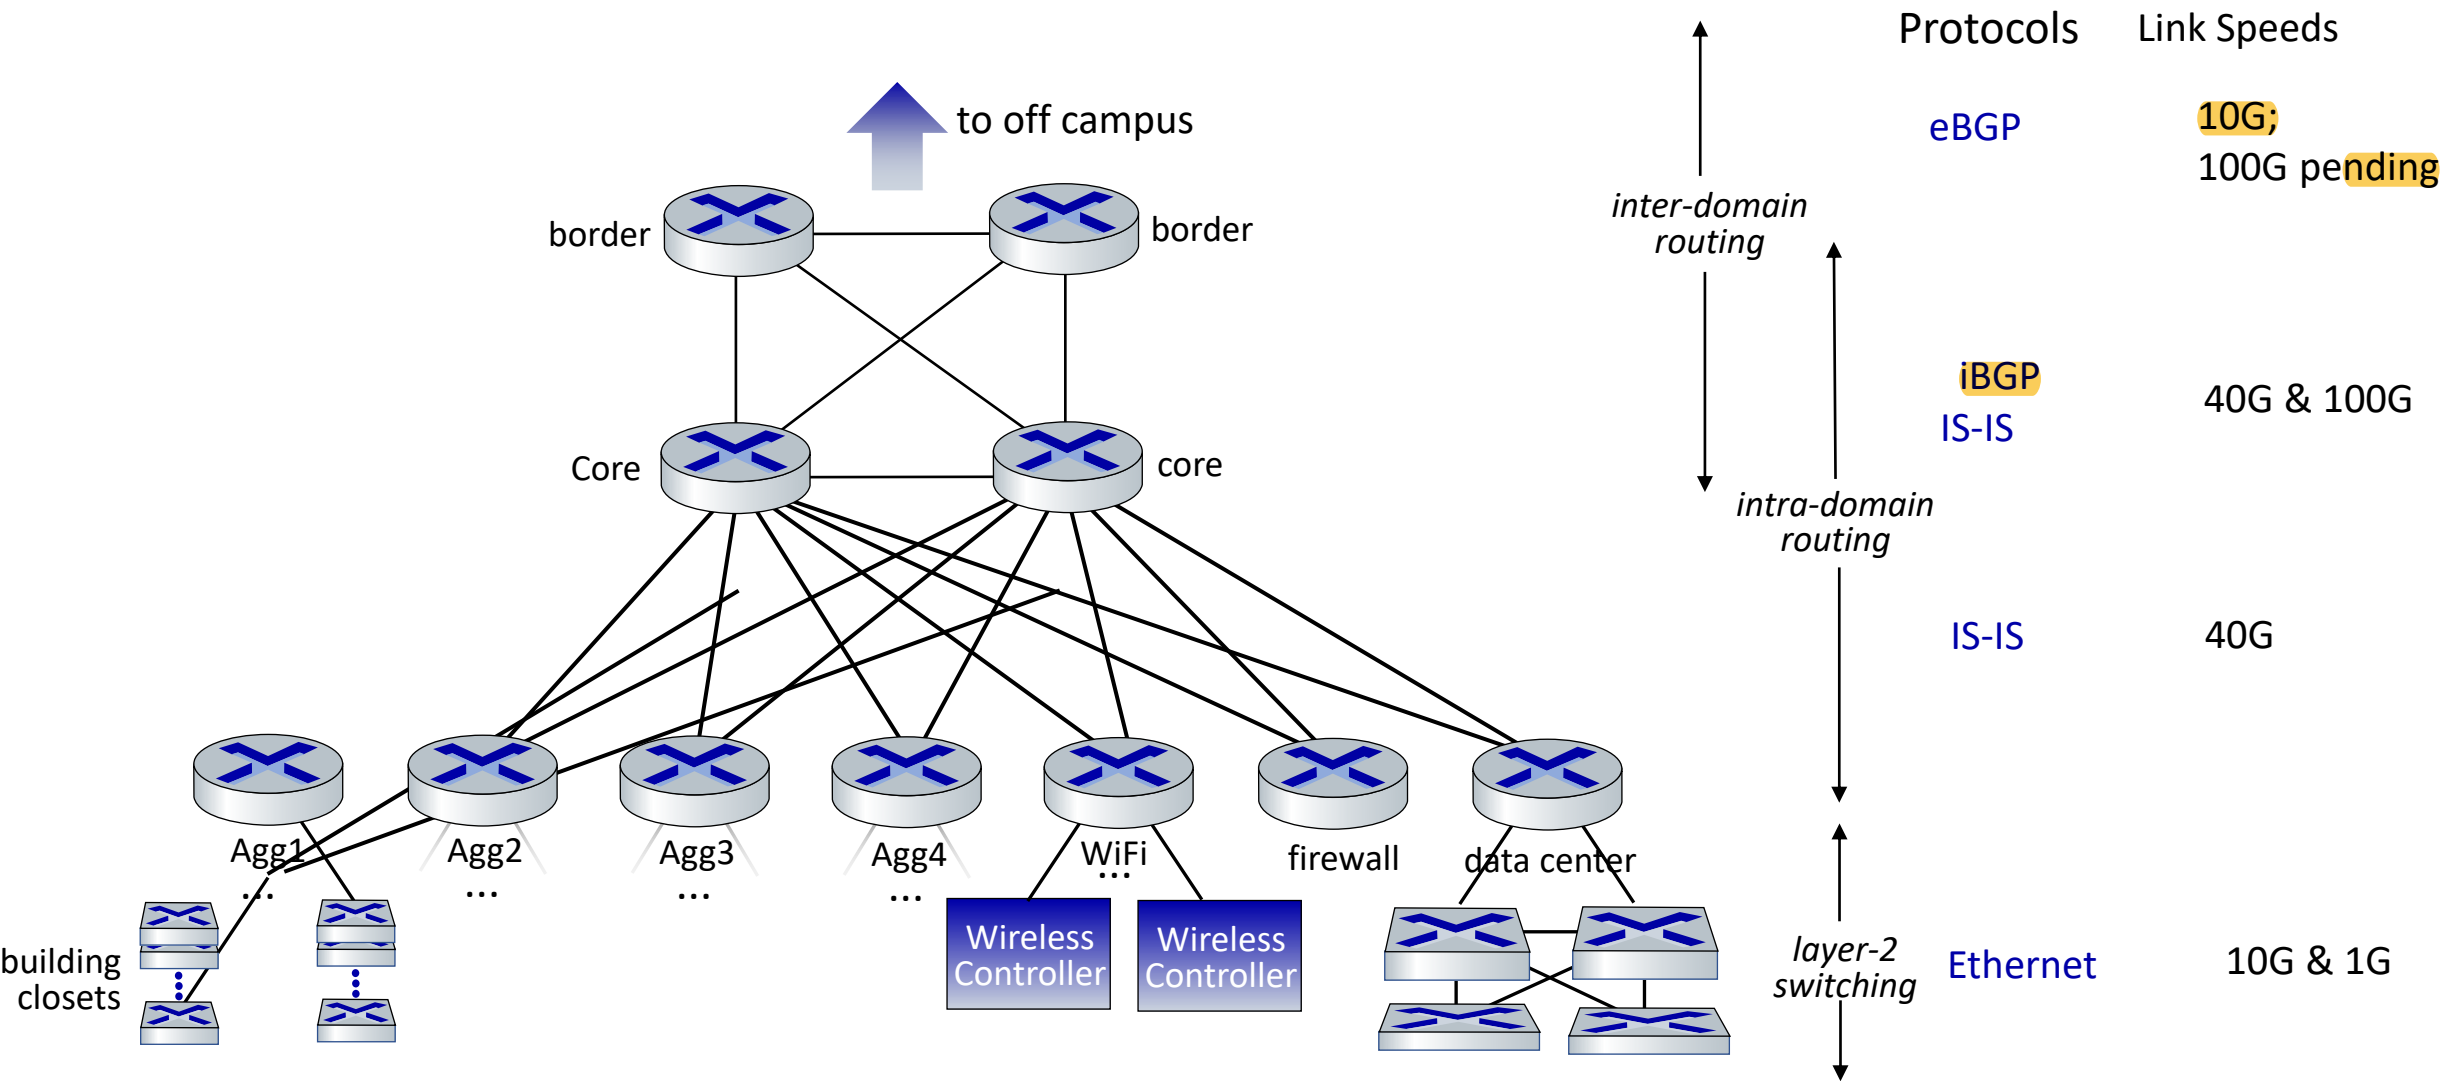 Protocols
Link Speeds
to off campus
eBGP
10G;
100G pending
border
border
inter-domain
routing
iBGP
IS-IS
40G & 100G
Core
core
intra-domain
routing
IS-IS
40G
Agg1
...
Agg2
...
Agg3
...
Agg4
...
WiFi
...
firewall
data center
building
closets
Wireless
Controller
Wireless
Controller
layer-2
switching
Ethernet
10G & 1G